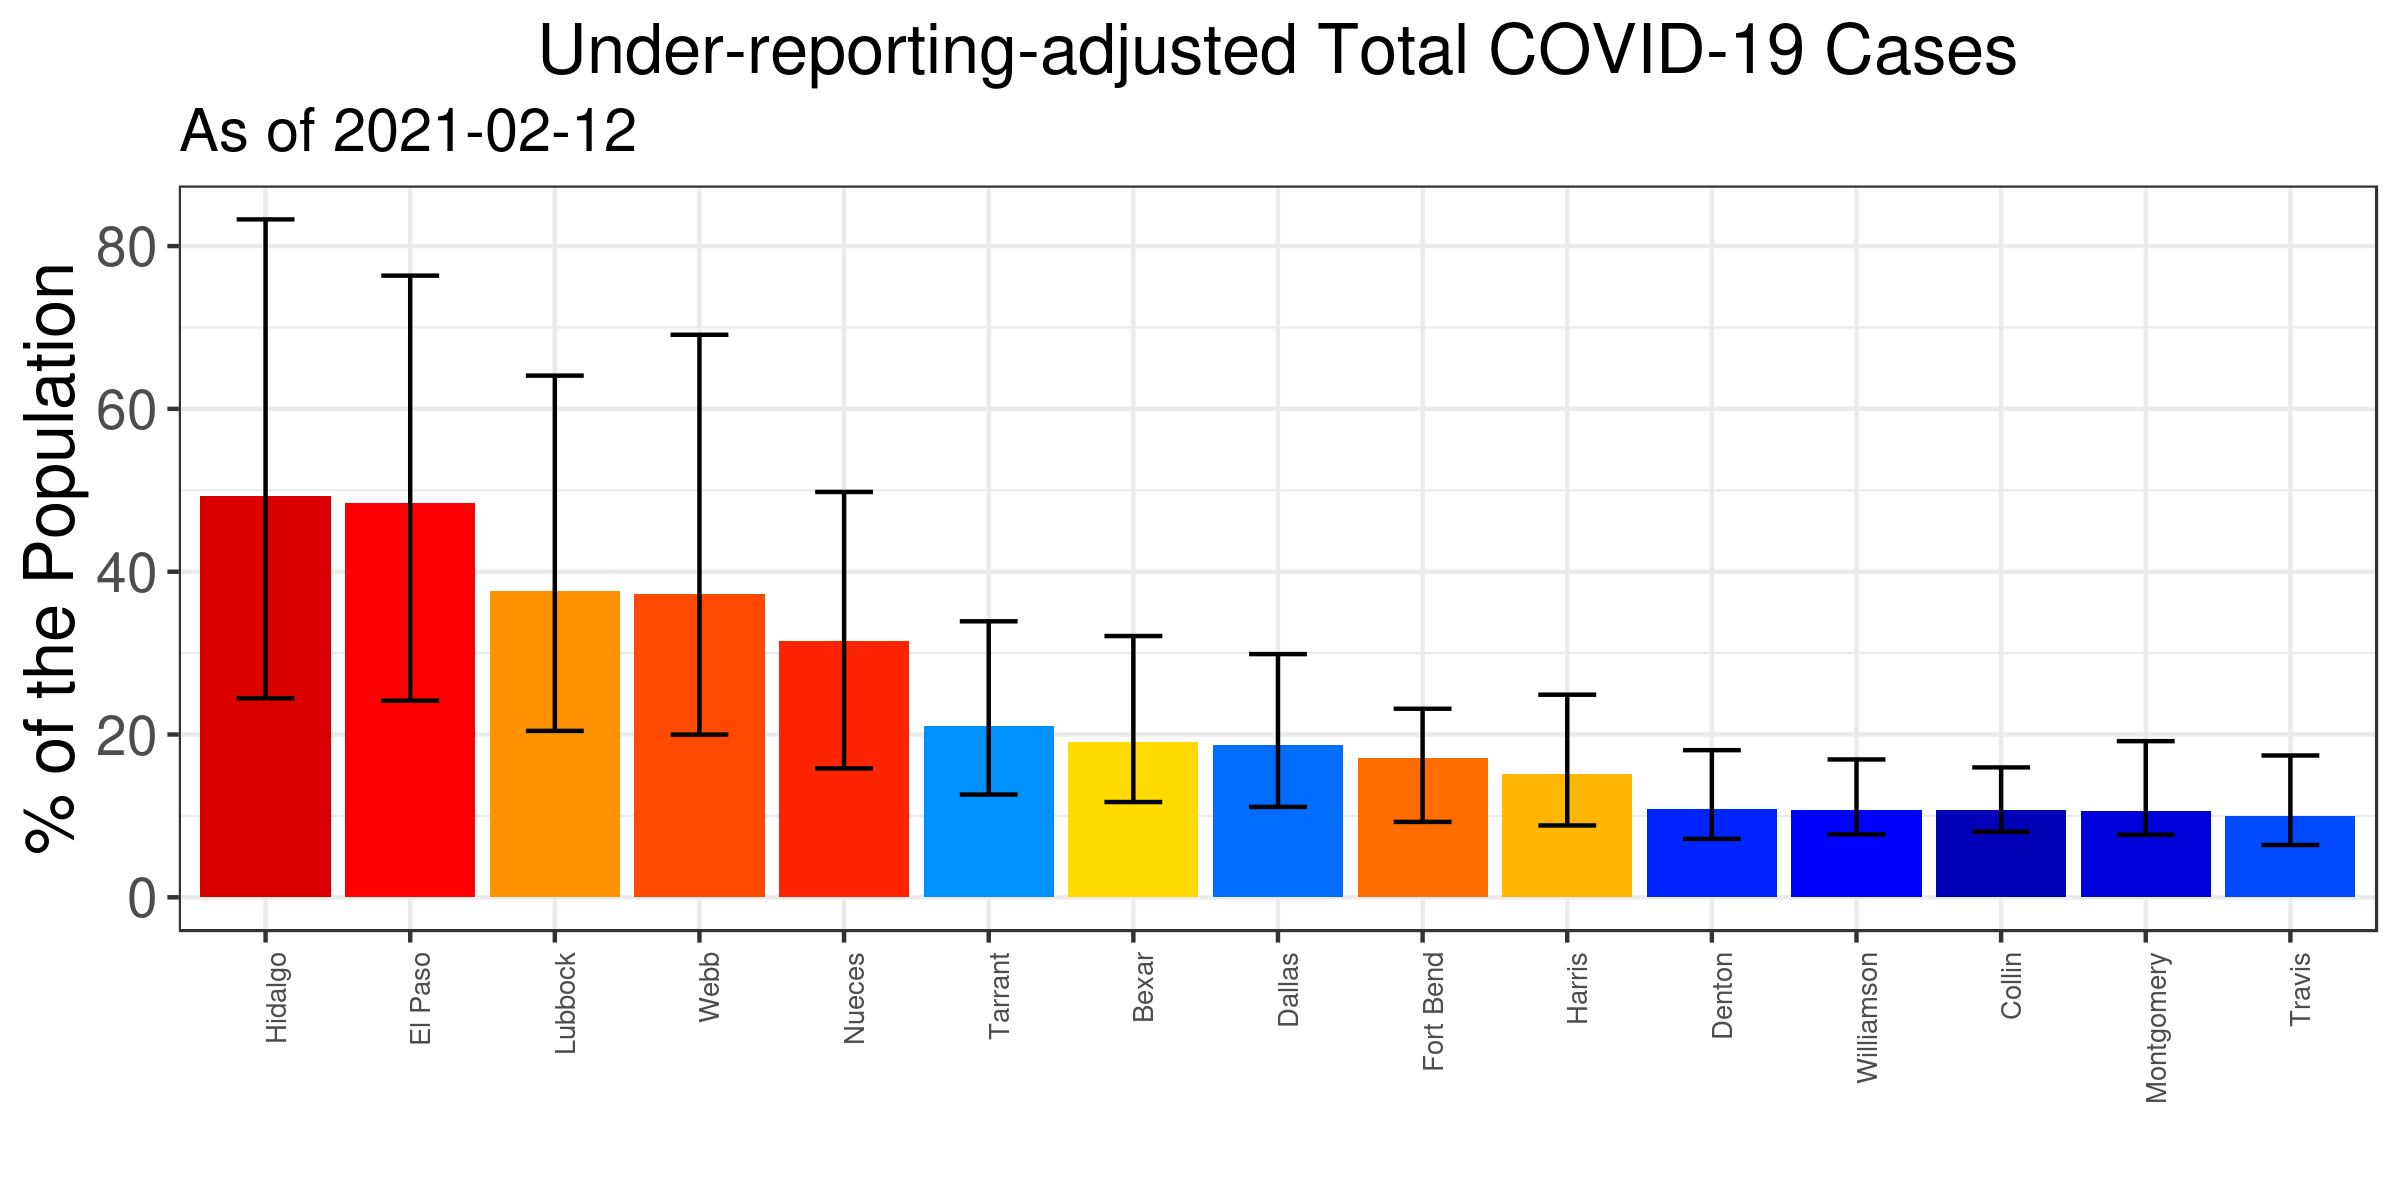 Under-reporting-adjusted Total COVID-19 Cases
As of 2021-02-12
% of the Population
80
60
40
20
0
Hidalgo
El Paso
Lubbock
Webb
Nueces
Tarrant
Bexar
Dallas
Fort Bend
Harris
Denton
Williamson
Collin
Montgomery
Travis